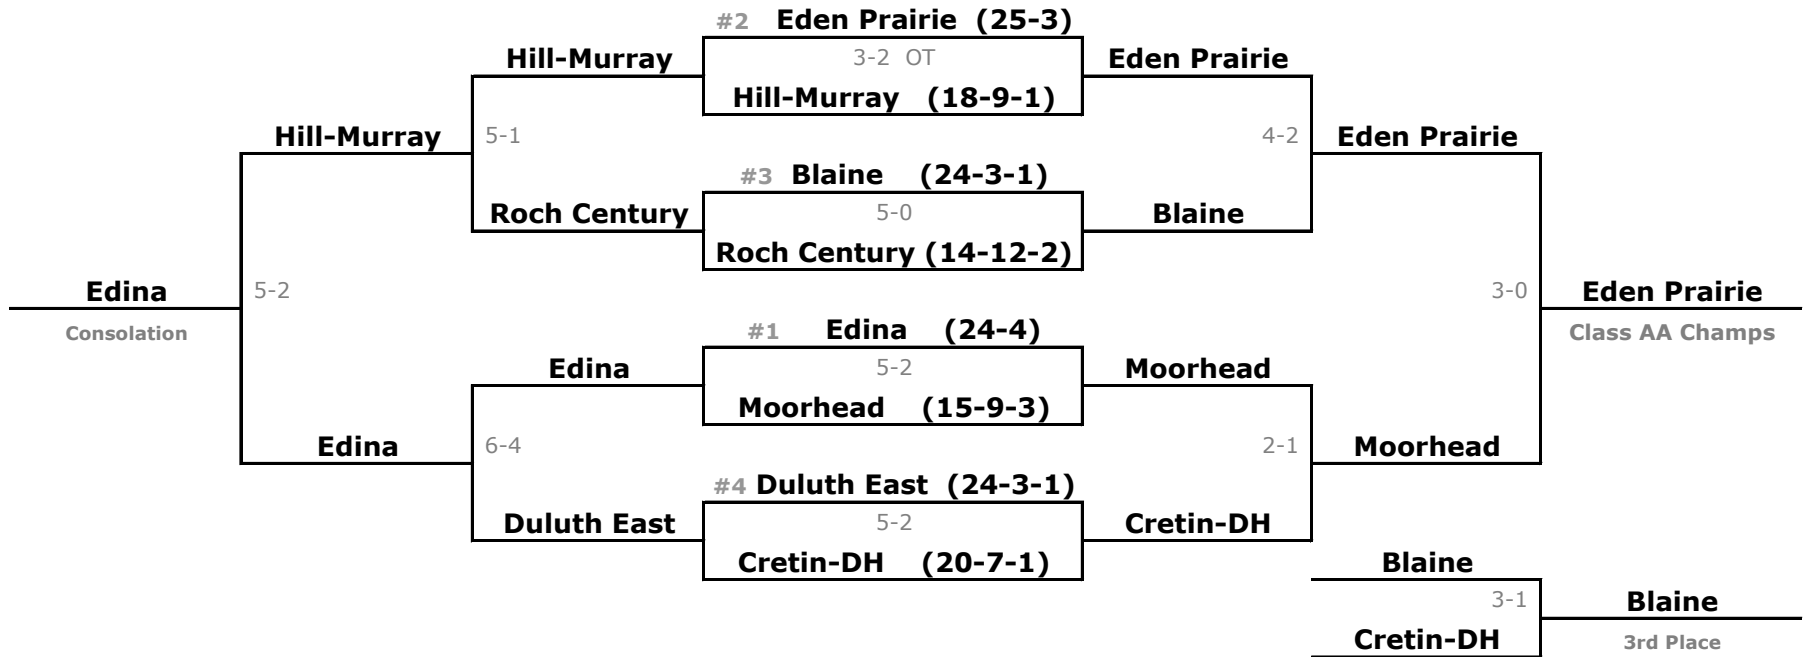 #2 Eden Prairie (25-3)
Hill-Murray 3-2 OT Eden Prairie
Hill-Murray (18-9-1)
Hill-Murray 5-1 4-2 Eden Prairie
#3 Blaine (24-3-1)
Roch Century 5-0 Blaine
Roch Century (14-12-2)
Edina 5-2 3-0 Eden Prairie
Consolation #1 Edina (24-4) Class AA Champs
Edina 5-2 Moorhead
Moorhead (15-9-3)
Edina 6-4 2-1 Moorhead
#4 Duluth East (24-3-1)
Duluth East 5-2 Cretin-DH
Cretin-DH (20-7-1) Blaine
3-1 Blaine
Cretin-DH 3rd Place